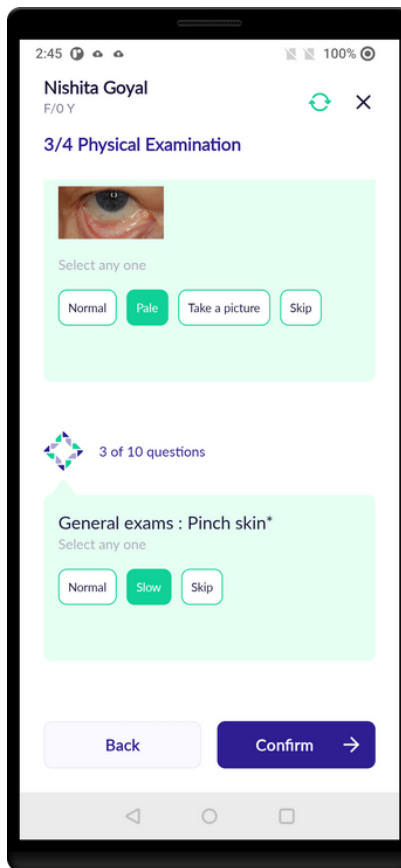 2:45 100%
Nishita Goyal
F/0 Y
3/4 Physical Examination
Select any one
Normal Pale Take a picture Skip
3 of 10 questions
General exams : Pinch skin*
Select any one
Normal Slow Skip
Back Confirm